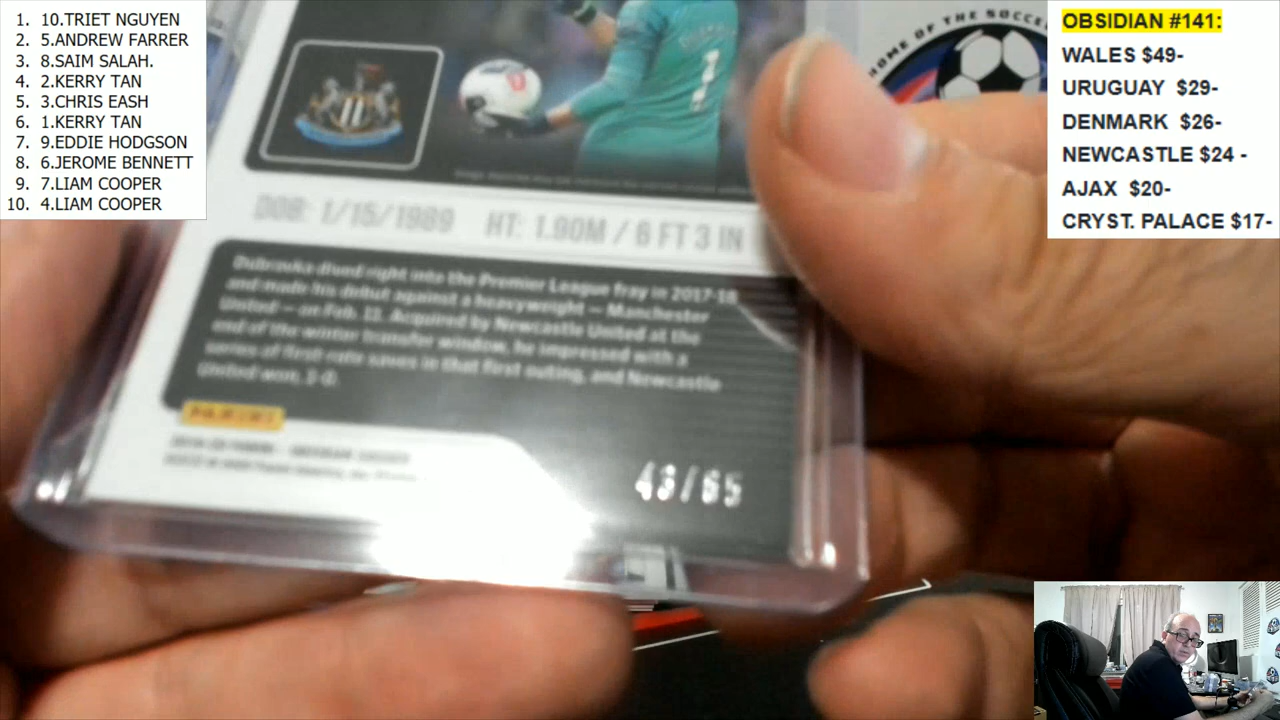 1. 10.TRIET NGUYEN
2. 5.ANDREW FARRER
3. 8.SAIM SALAH.
4. 2.KERRY TAN
5. 3.CHRIS EASH
6. 1.KERRY TAN
7. 9.EDDIE HODGSON
8. 6.JEROME BENNETT
9. 7.LIAM COOPER
10. 4.LIAM COOPER
HOME OF THE SOCCE
OBSIDIAN #141:
WALES $49-
URUGUAY $29-
DENMARK $26-
NEWCASTLE $24 -
AJAX $20-
CRYST. PALACE $17-
1
DOB: 1/15/1989 HT: 1.90M / 6 FT 3 IN
Dubravka dived right into the Premier League fray in 2017-18
and made his debut against a heavyweight — Manchester
United — on Feb. 11. Acquired by Newcastle United at the
end of the winter transfer window, he impressed with a
series of first-rate saves in that first outing, and Newcastle
United won, 1-0.
PANINI
43/65